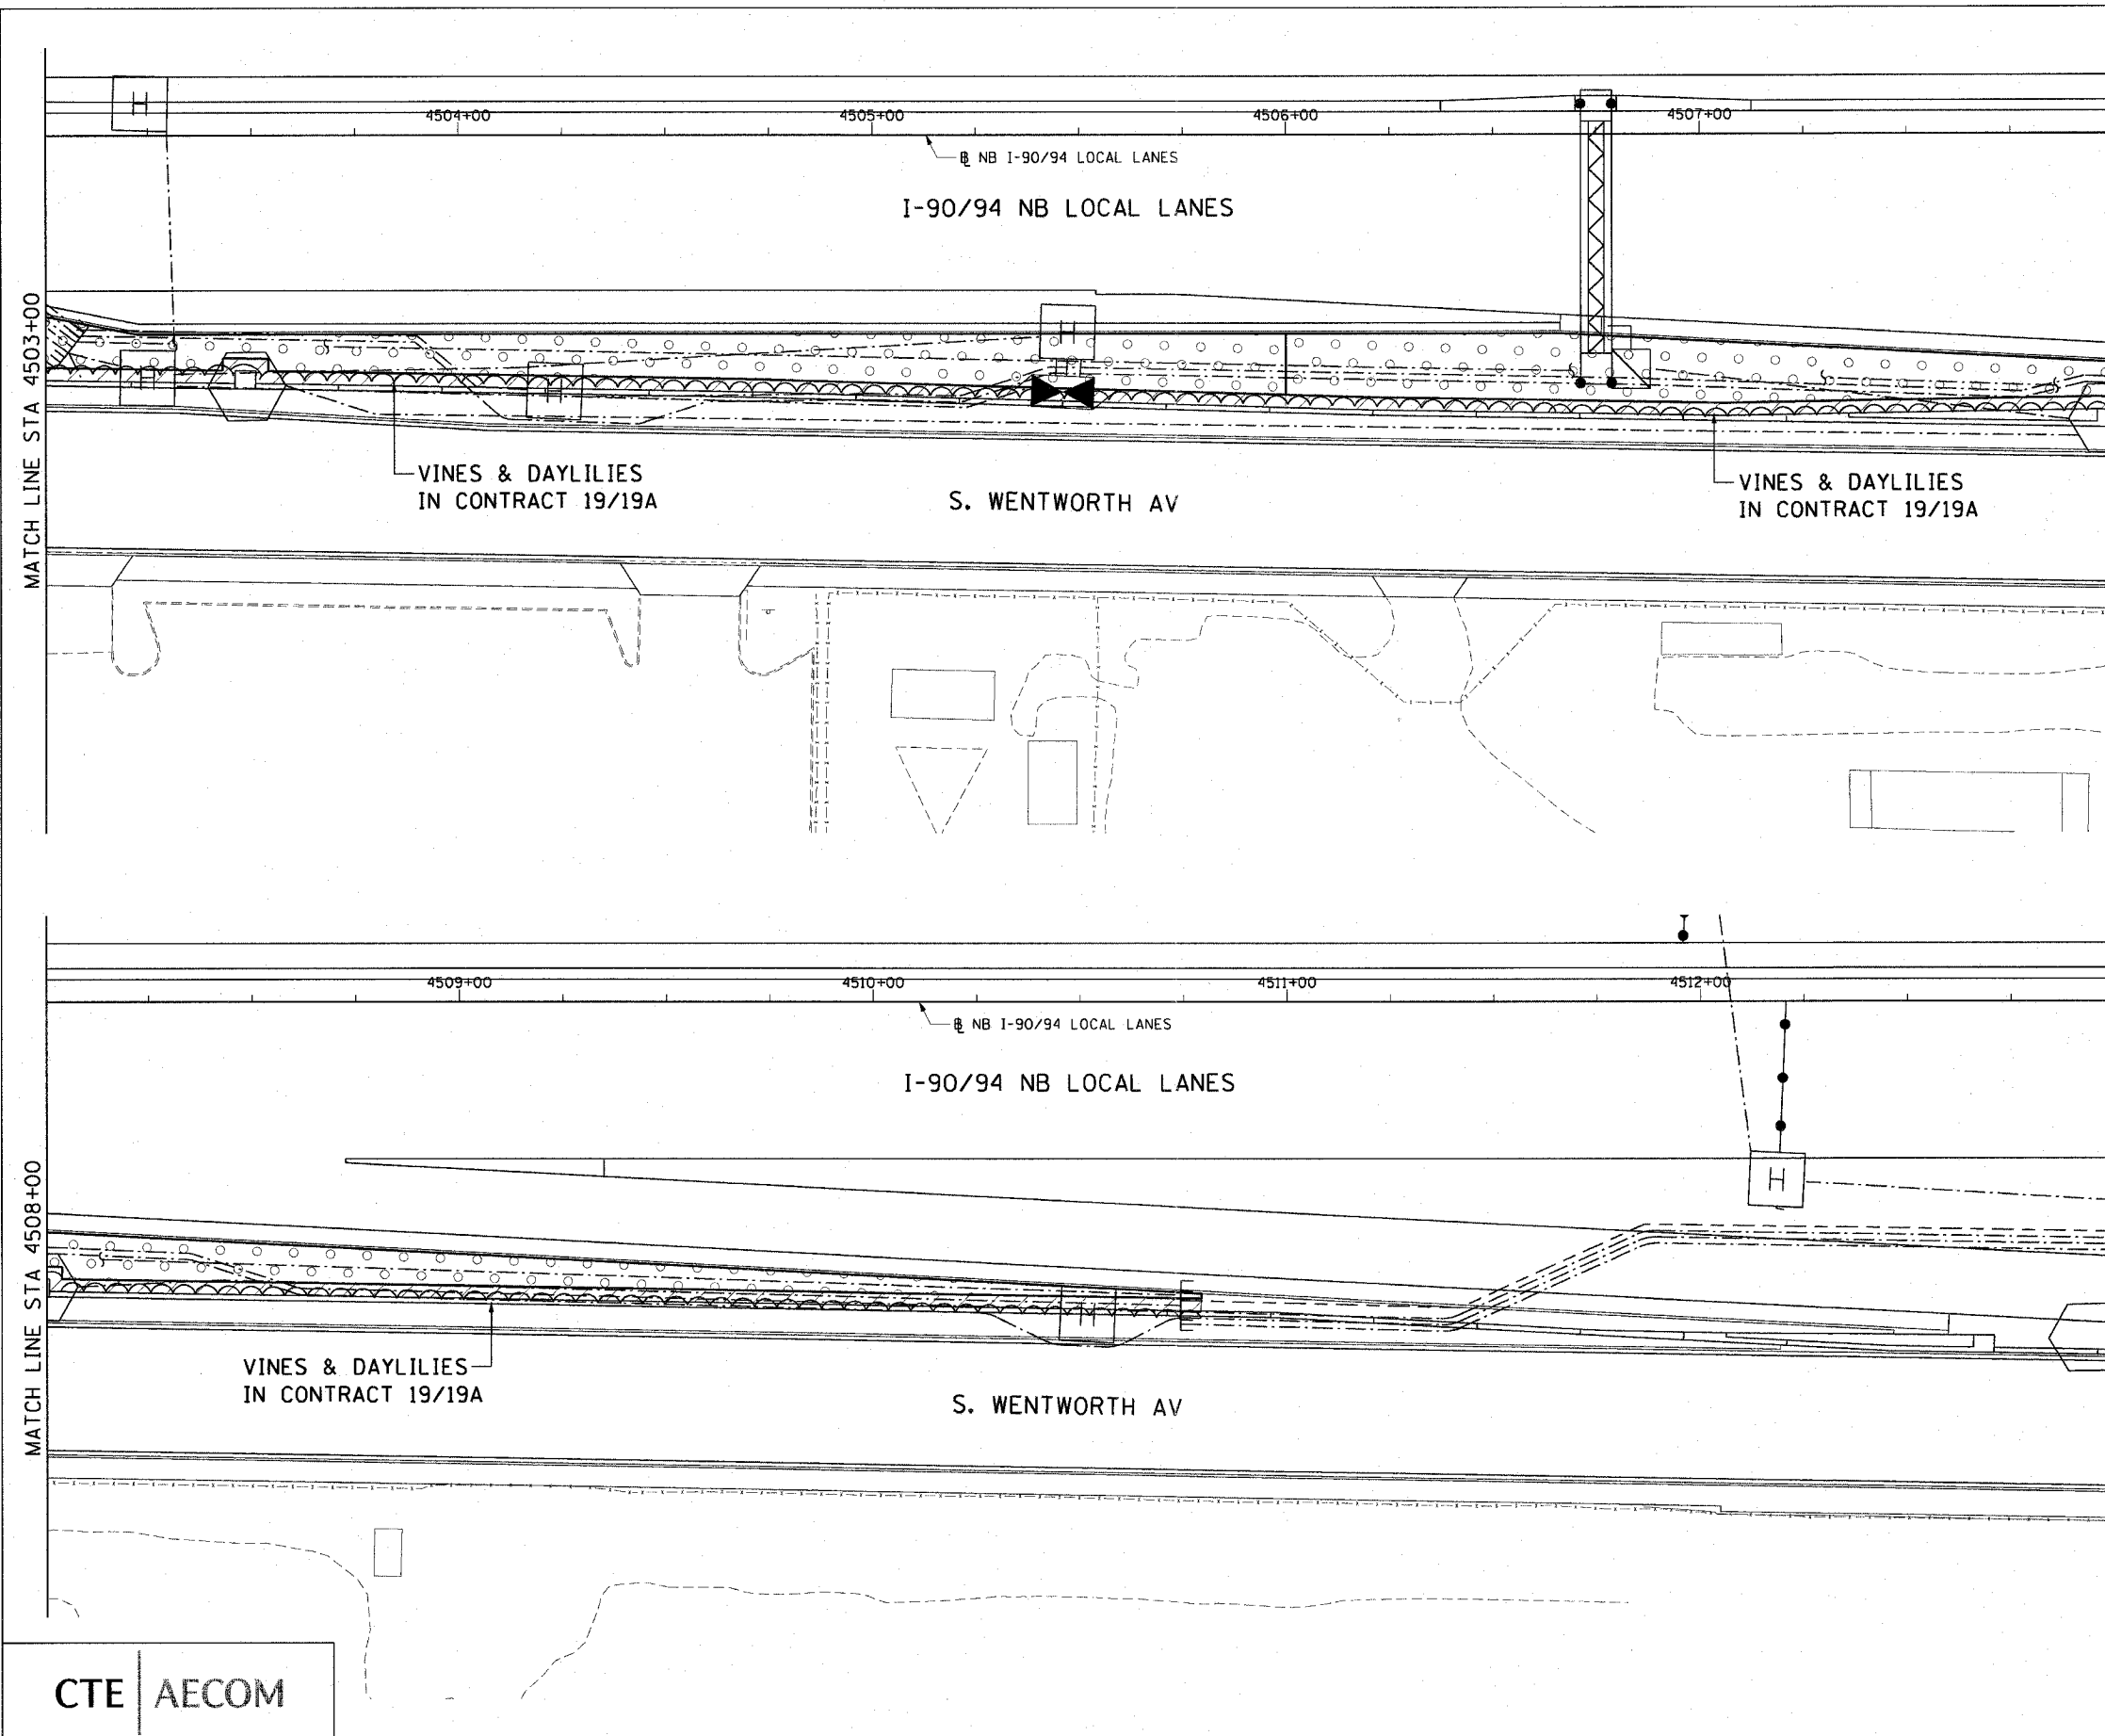 H
4504+00
4505+00
4506+00
4507+00
℄ NB I-90/94 LOCAL LANES
I-90/94 NB LOCAL LANES
MATCH LINE STA 4503+00
H
H
H
VINES & DAYLILIES
IN CONTRACT 19/19A
S. WENTWORTH AV
VINES & DAYLILIES
IN CONTRACT 19/19A
4509+00
4510+00
4511+00
4512+00
℄ NB I-90/94 LOCAL LANES
I-90/94 NB LOCAL LANES
MATCH LINE STA 4508+00
H
H
VINES & DAYLILIES
IN CONTRACT 19/19A
S. WENTWORTH AV
CTE AECOM